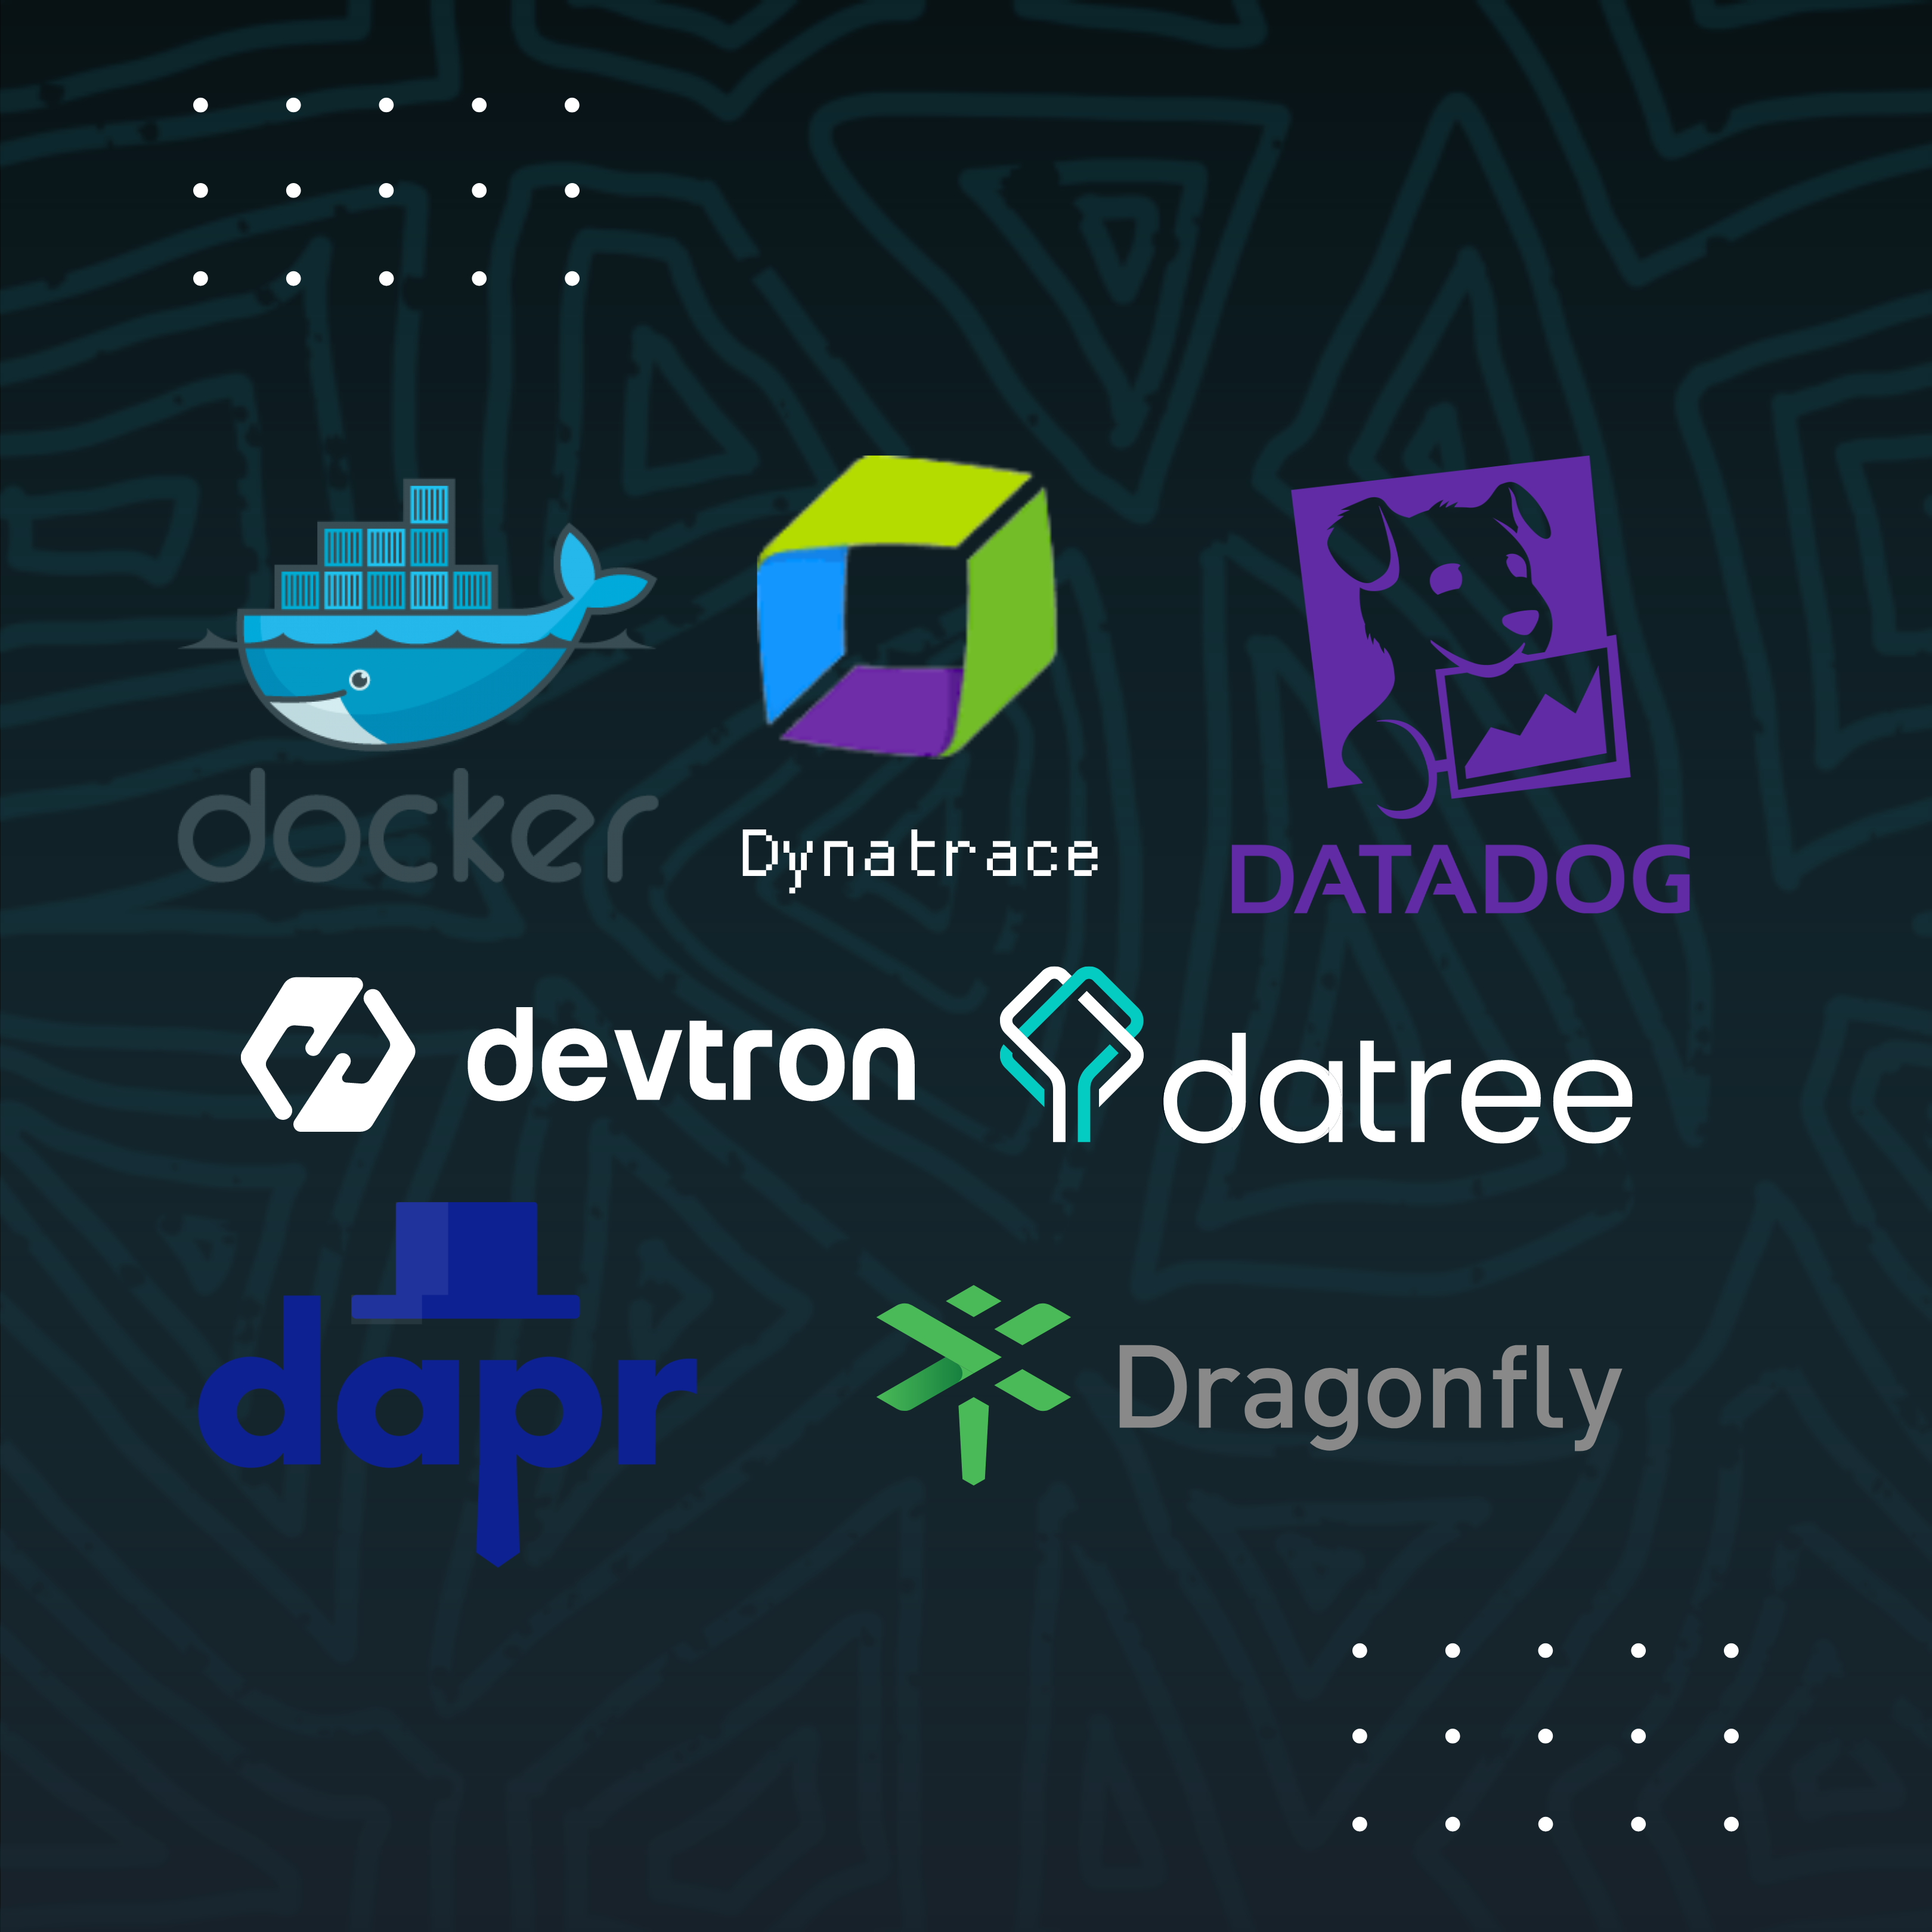 docker
Dynatrace
DATADOG
devtron
datree
dapr
Dragonfly